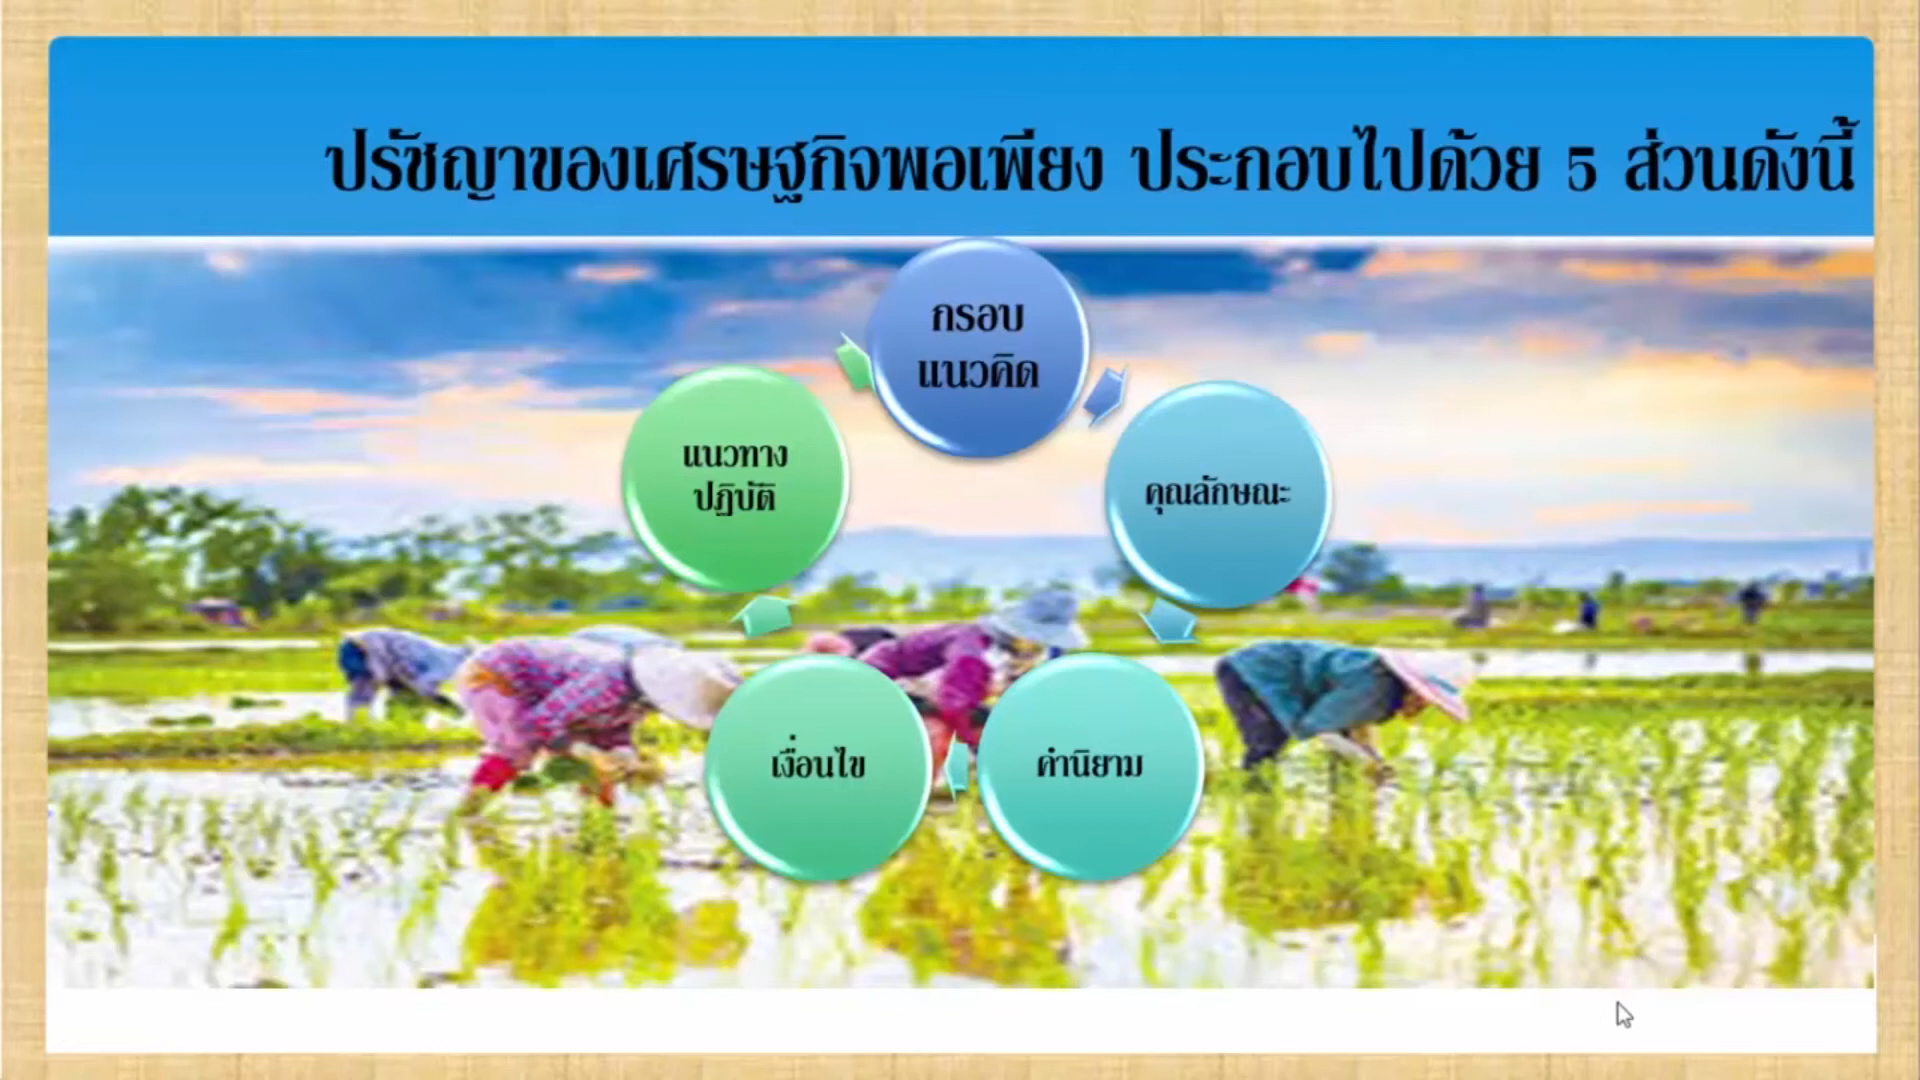 ปรัชญาของเศรษฐกิจพอเพียง ประกอบไปด้วย 5 ส่วนดังนี้
กรอบ
แนวคิด
คุณลักษณะ
คำนิยาม
เงื่อนไข
แนวทาง
ปฏิบัติ